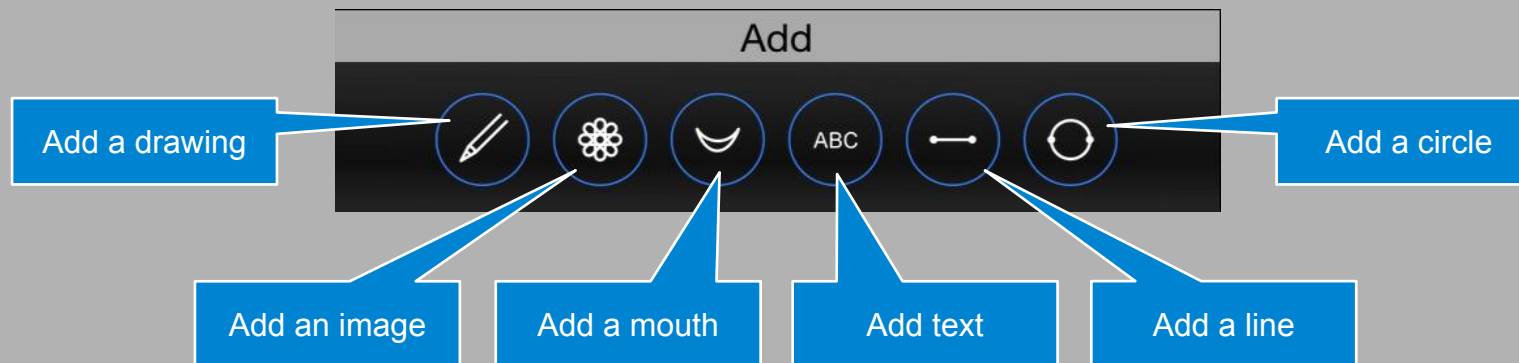 Add
Add a drawing
ABC
Add a circle
Add an image
Add a mouth
Add text
Add a line